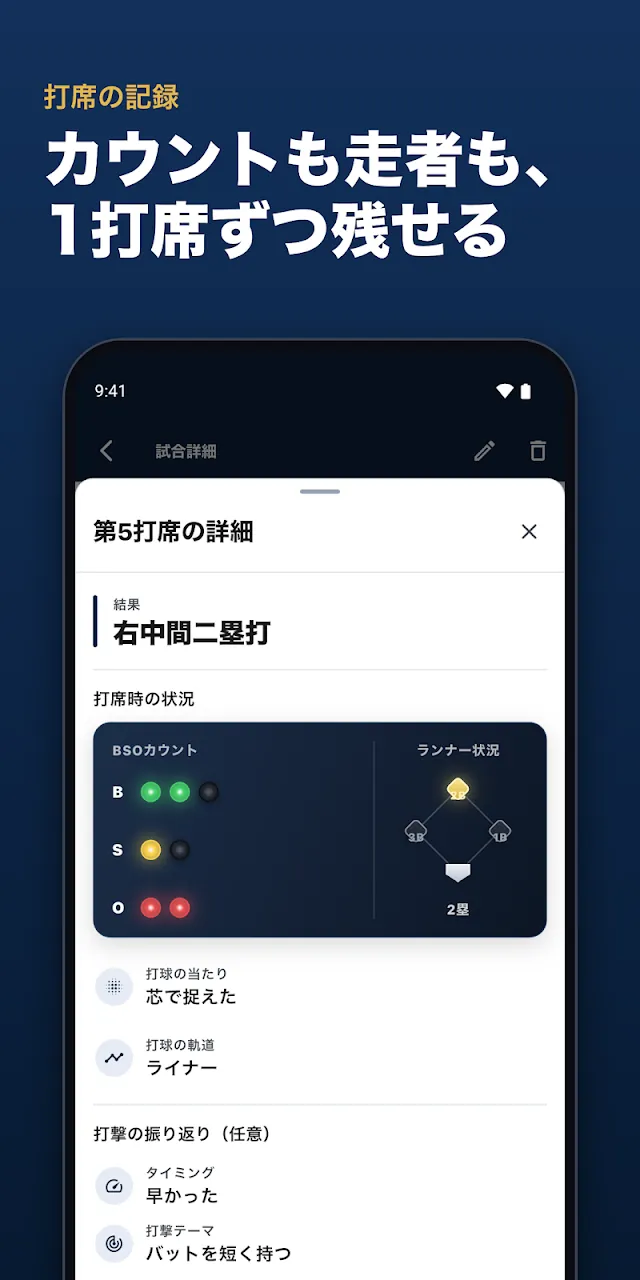 打席の記録
カウントも走者も、
1打席ずつ残せる
9:41
試合詳細
第5打席の詳細
結果
右中間二塁打
打席時の状況
BSOカウント
ランナー状況
B
2B
3B
1B
S
O
2塁
打球の当たり
芯で捉えた
打球の軌道
ライナー
打撃の振り返り（任意）
タイミング
早かった
打撃テーマ
バットを短く持つ